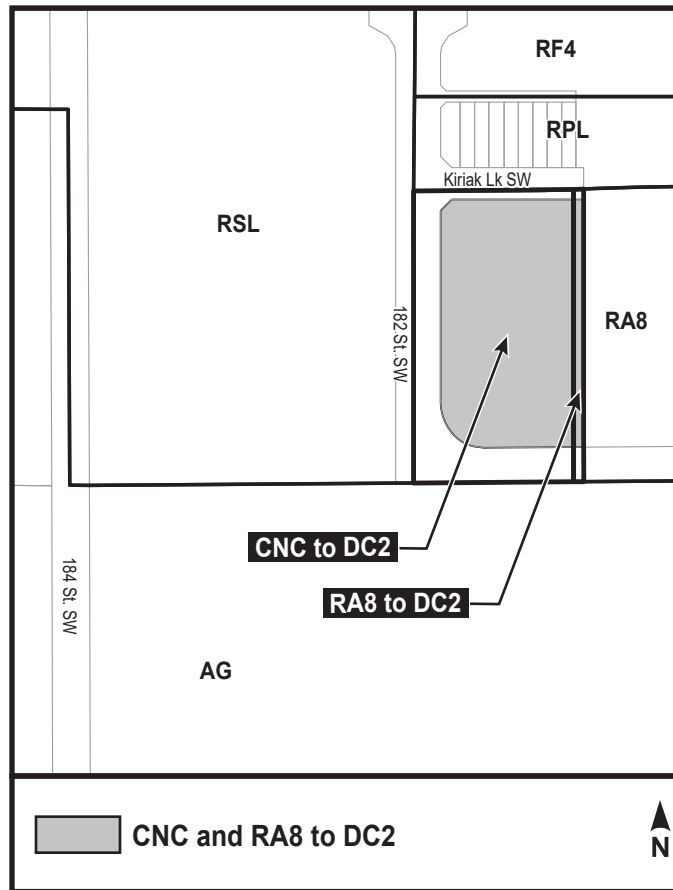 RF4
RPL
Kiriak Lk SW
RSL
182 St. SW
RA8
CNC to DC2
RA8 to DC2
184 St. SW
AG
CNC and RA8 to DC2
N